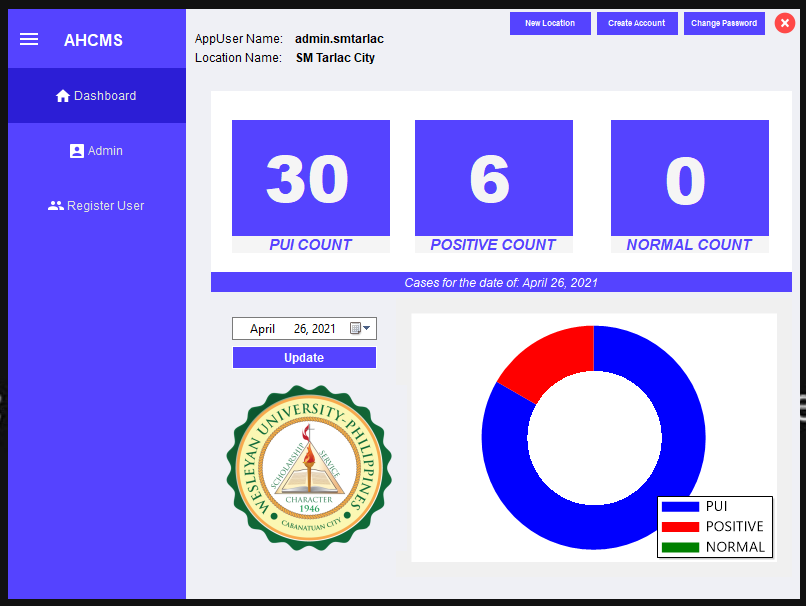 AHCMS
AppUser Name: admin.smtarlac
Location Name: SM Tarlac City
New Location
Create Account
Change Password
Dashboard
Admin
Register User
30
PUI COUNT
6
POSITIVE COUNT
0
NORMAL COUNT
Cases for the date of: April 26, 2021
April 26, 2021
Update
WESLEYAN UNIVERSITY-PHILIPPINES
SCHOLARSHIP
SERVICE
CHARACTER
1946
CABANATUAN CITY
PUI
POSITIVE
NORMAL